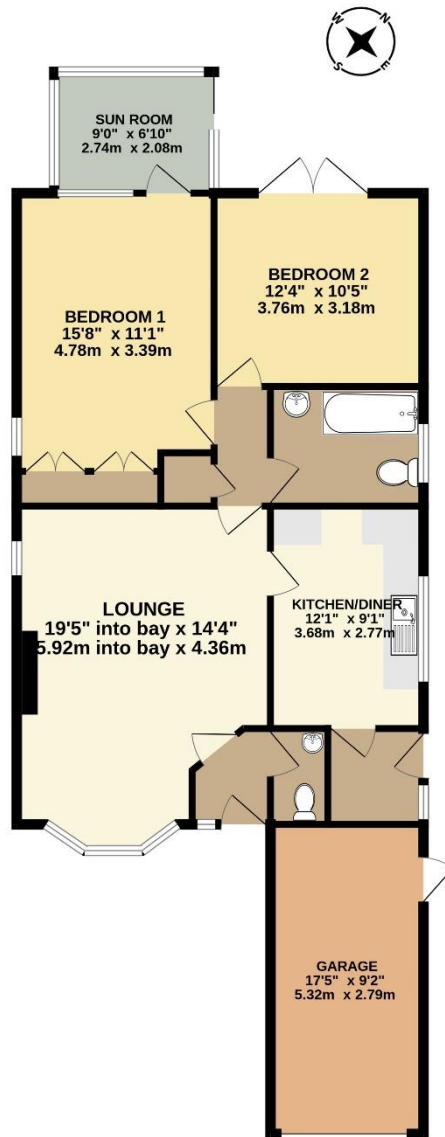 W
N
S
E
SUN ROOM
9'0" x 6'10"
2.74m x 2.08m
BEDROOM 2
12'4" x 10'5"
3.76m x 3.18m
BEDROOM 1
15'8" x 11'1"
4.78m x 3.39m
LOUNGE
19'5" into bay x 14'4"
5.92m into bay x 4.36m
KITCHEN/DINER
12'1" x 9'1"
3.68m x 2.77m
GARAGE
17'5" x 9'2"
5.32m x 2.79m